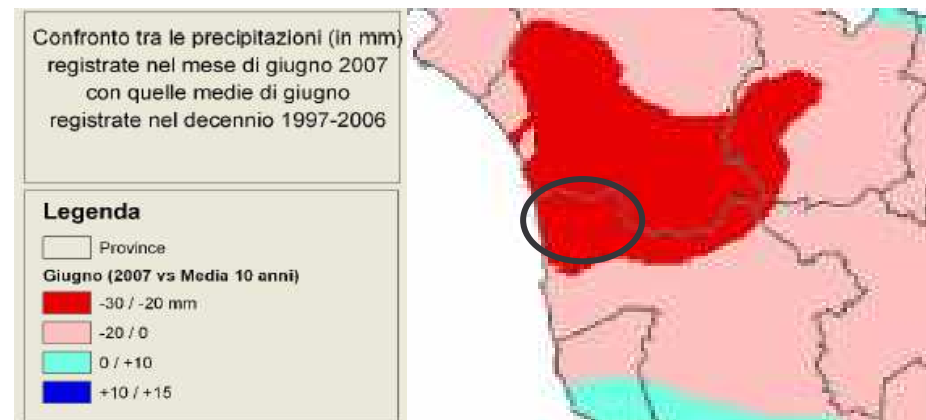 Confronto tra le precipitazioni (in mm)
registrate nel mese di giugno 2007
con quelle medie di giugno
registrate nel decennio 1997-2006
Legenda
Province
Giugno (2007 vs Media 10 anni)
-30 / -20 mm
-20 / 0
0 / +10
+10 / +15